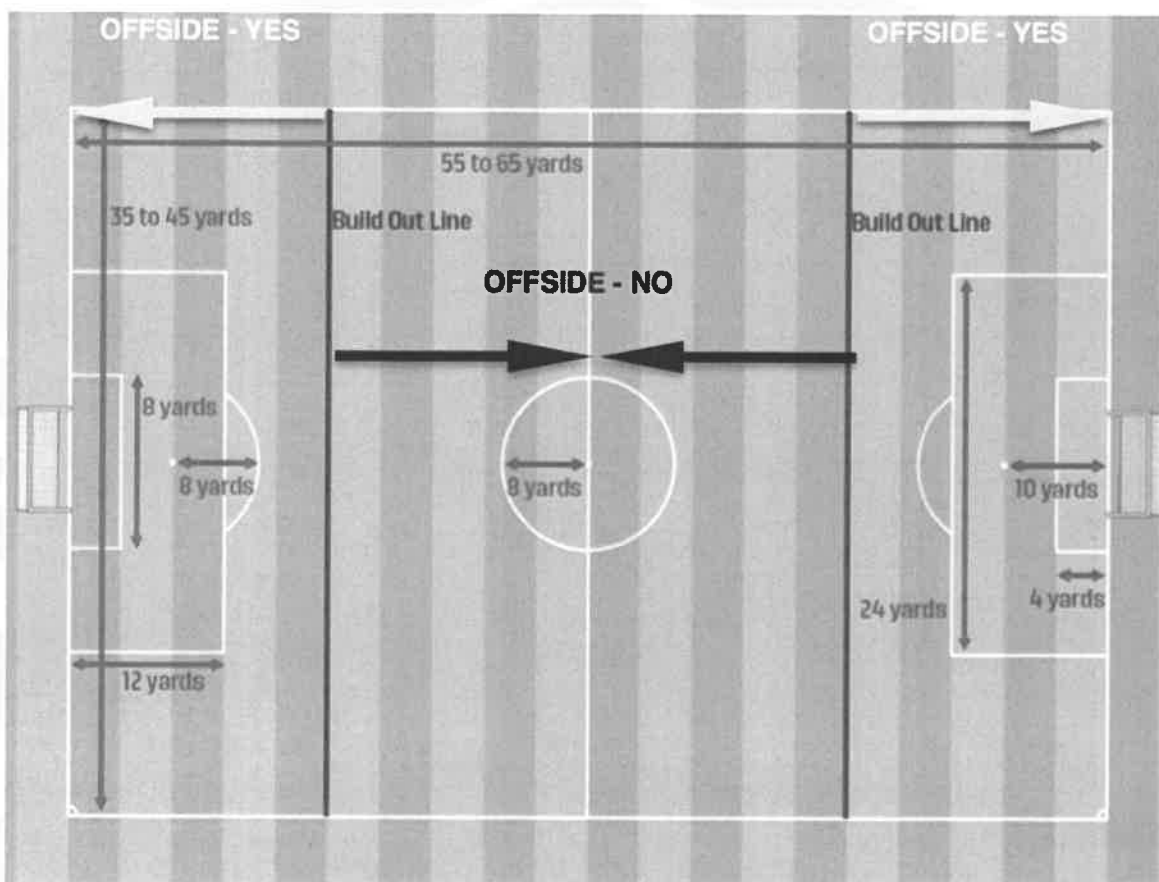 OFFSIDE - YES
OFFSIDE - YES
55 to 65 yards
35 to 45 yards
Build Out Line
Build Out Line
OFFSIDE - NO
8 yards
8 yards
8 yards
10 yards
4 yards
24 yards
12 yards